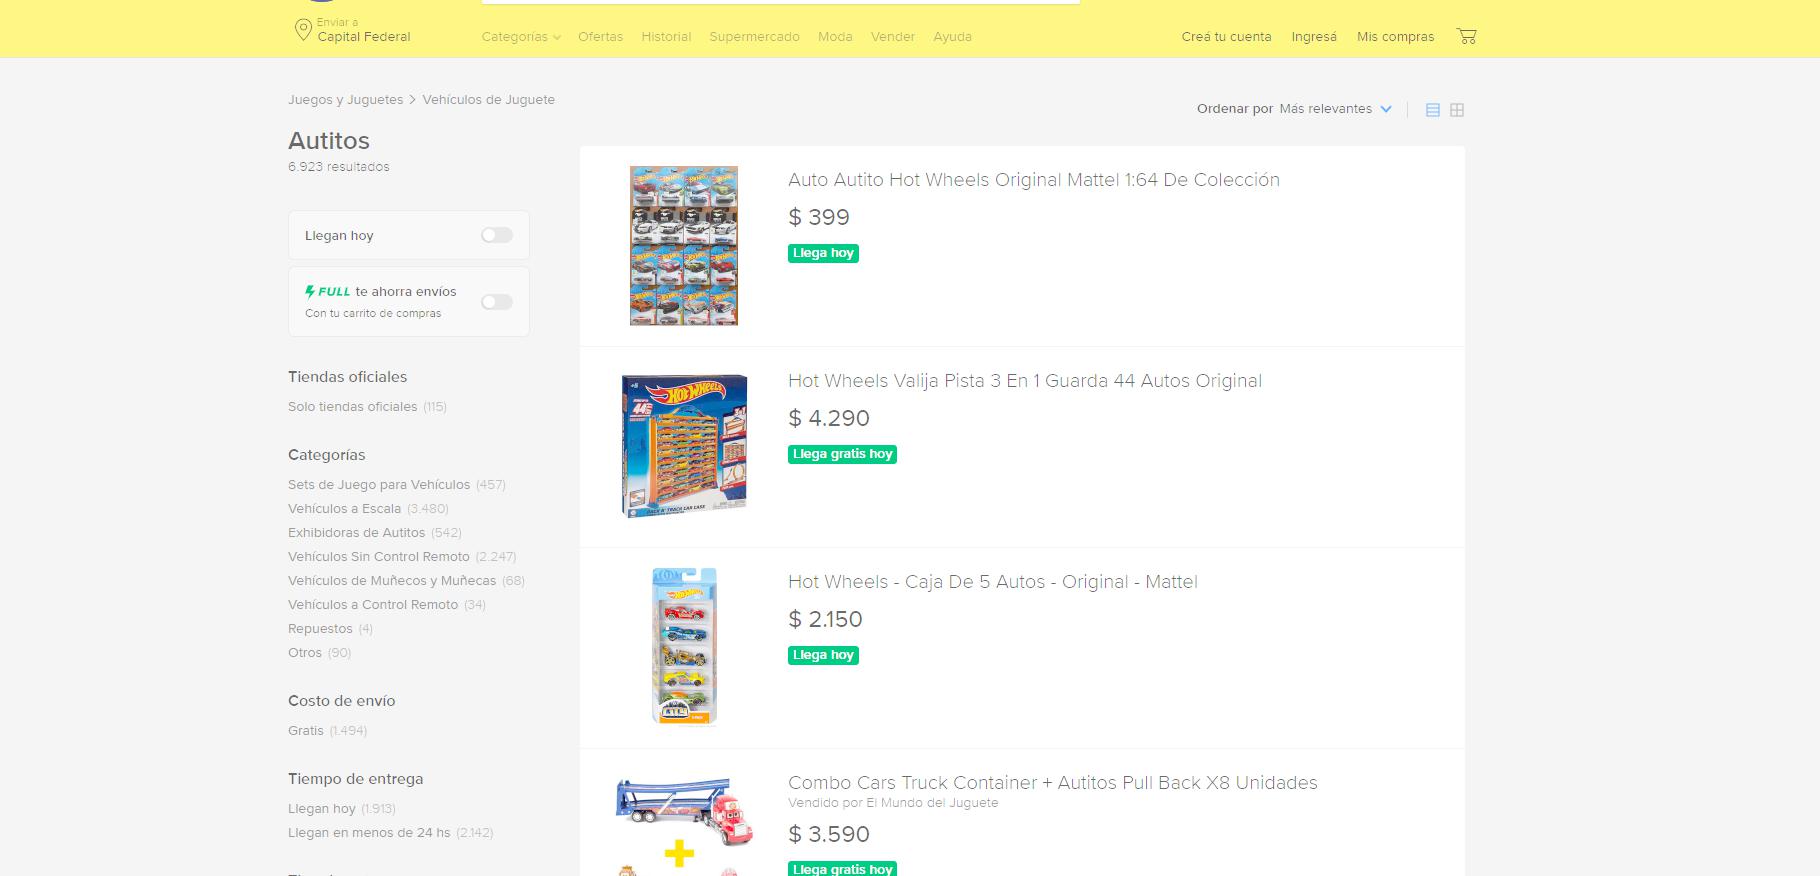 Enviar a
Capital Federal
Categorías
Ofertas
Historial
Supermercado
Moda
Vender
Ayuda
Creá tu cuenta
Ingresá
Mis compras
Juegos y Juguetes > Vehículos de Juguete
Ordenar por Más relevantes
Autitos
6.923 resultados
Llegan hoy
FULL te ahorra envíos
Con tu carrito de compras
Tiendas oficiales
Solo tiendas oficiales (115)
Categorías
Sets de Juego para Vehículos (457)
Vehículos a Escala (3.480)
Exhibidoras de Autitos (542)
Vehículos Sin Control Remoto (2.247)
Vehículos de Muñecos y Muñecas (68)
Vehículos a Control Remoto (34)
Repuestos (4)
Otros (90)
Costo de envío
Gratis (1.494)
Tiempo de entrega
Llegan hoy (1.913)
Llegan en menos de 24 hs (2.142)
Auto Autito Hot Wheels Original Mattel 1:64 De Colección
$ 399
Llega hoy
HOT WHEELS
44
Hot Wheels Valija Pista 3 En 1 Guarda 44 Autos Original
$ 4.290
Llega gratis hoy
Hot Wheels - Caja De 5 Autos - Original - Mattel
$ 2.150
Llega hoy
Combo Cars Truck Container + Autitos Pull Back X8 Unidades
Vendido por El Mundo del Juguete
$ 3.590
Llega gratis hoy